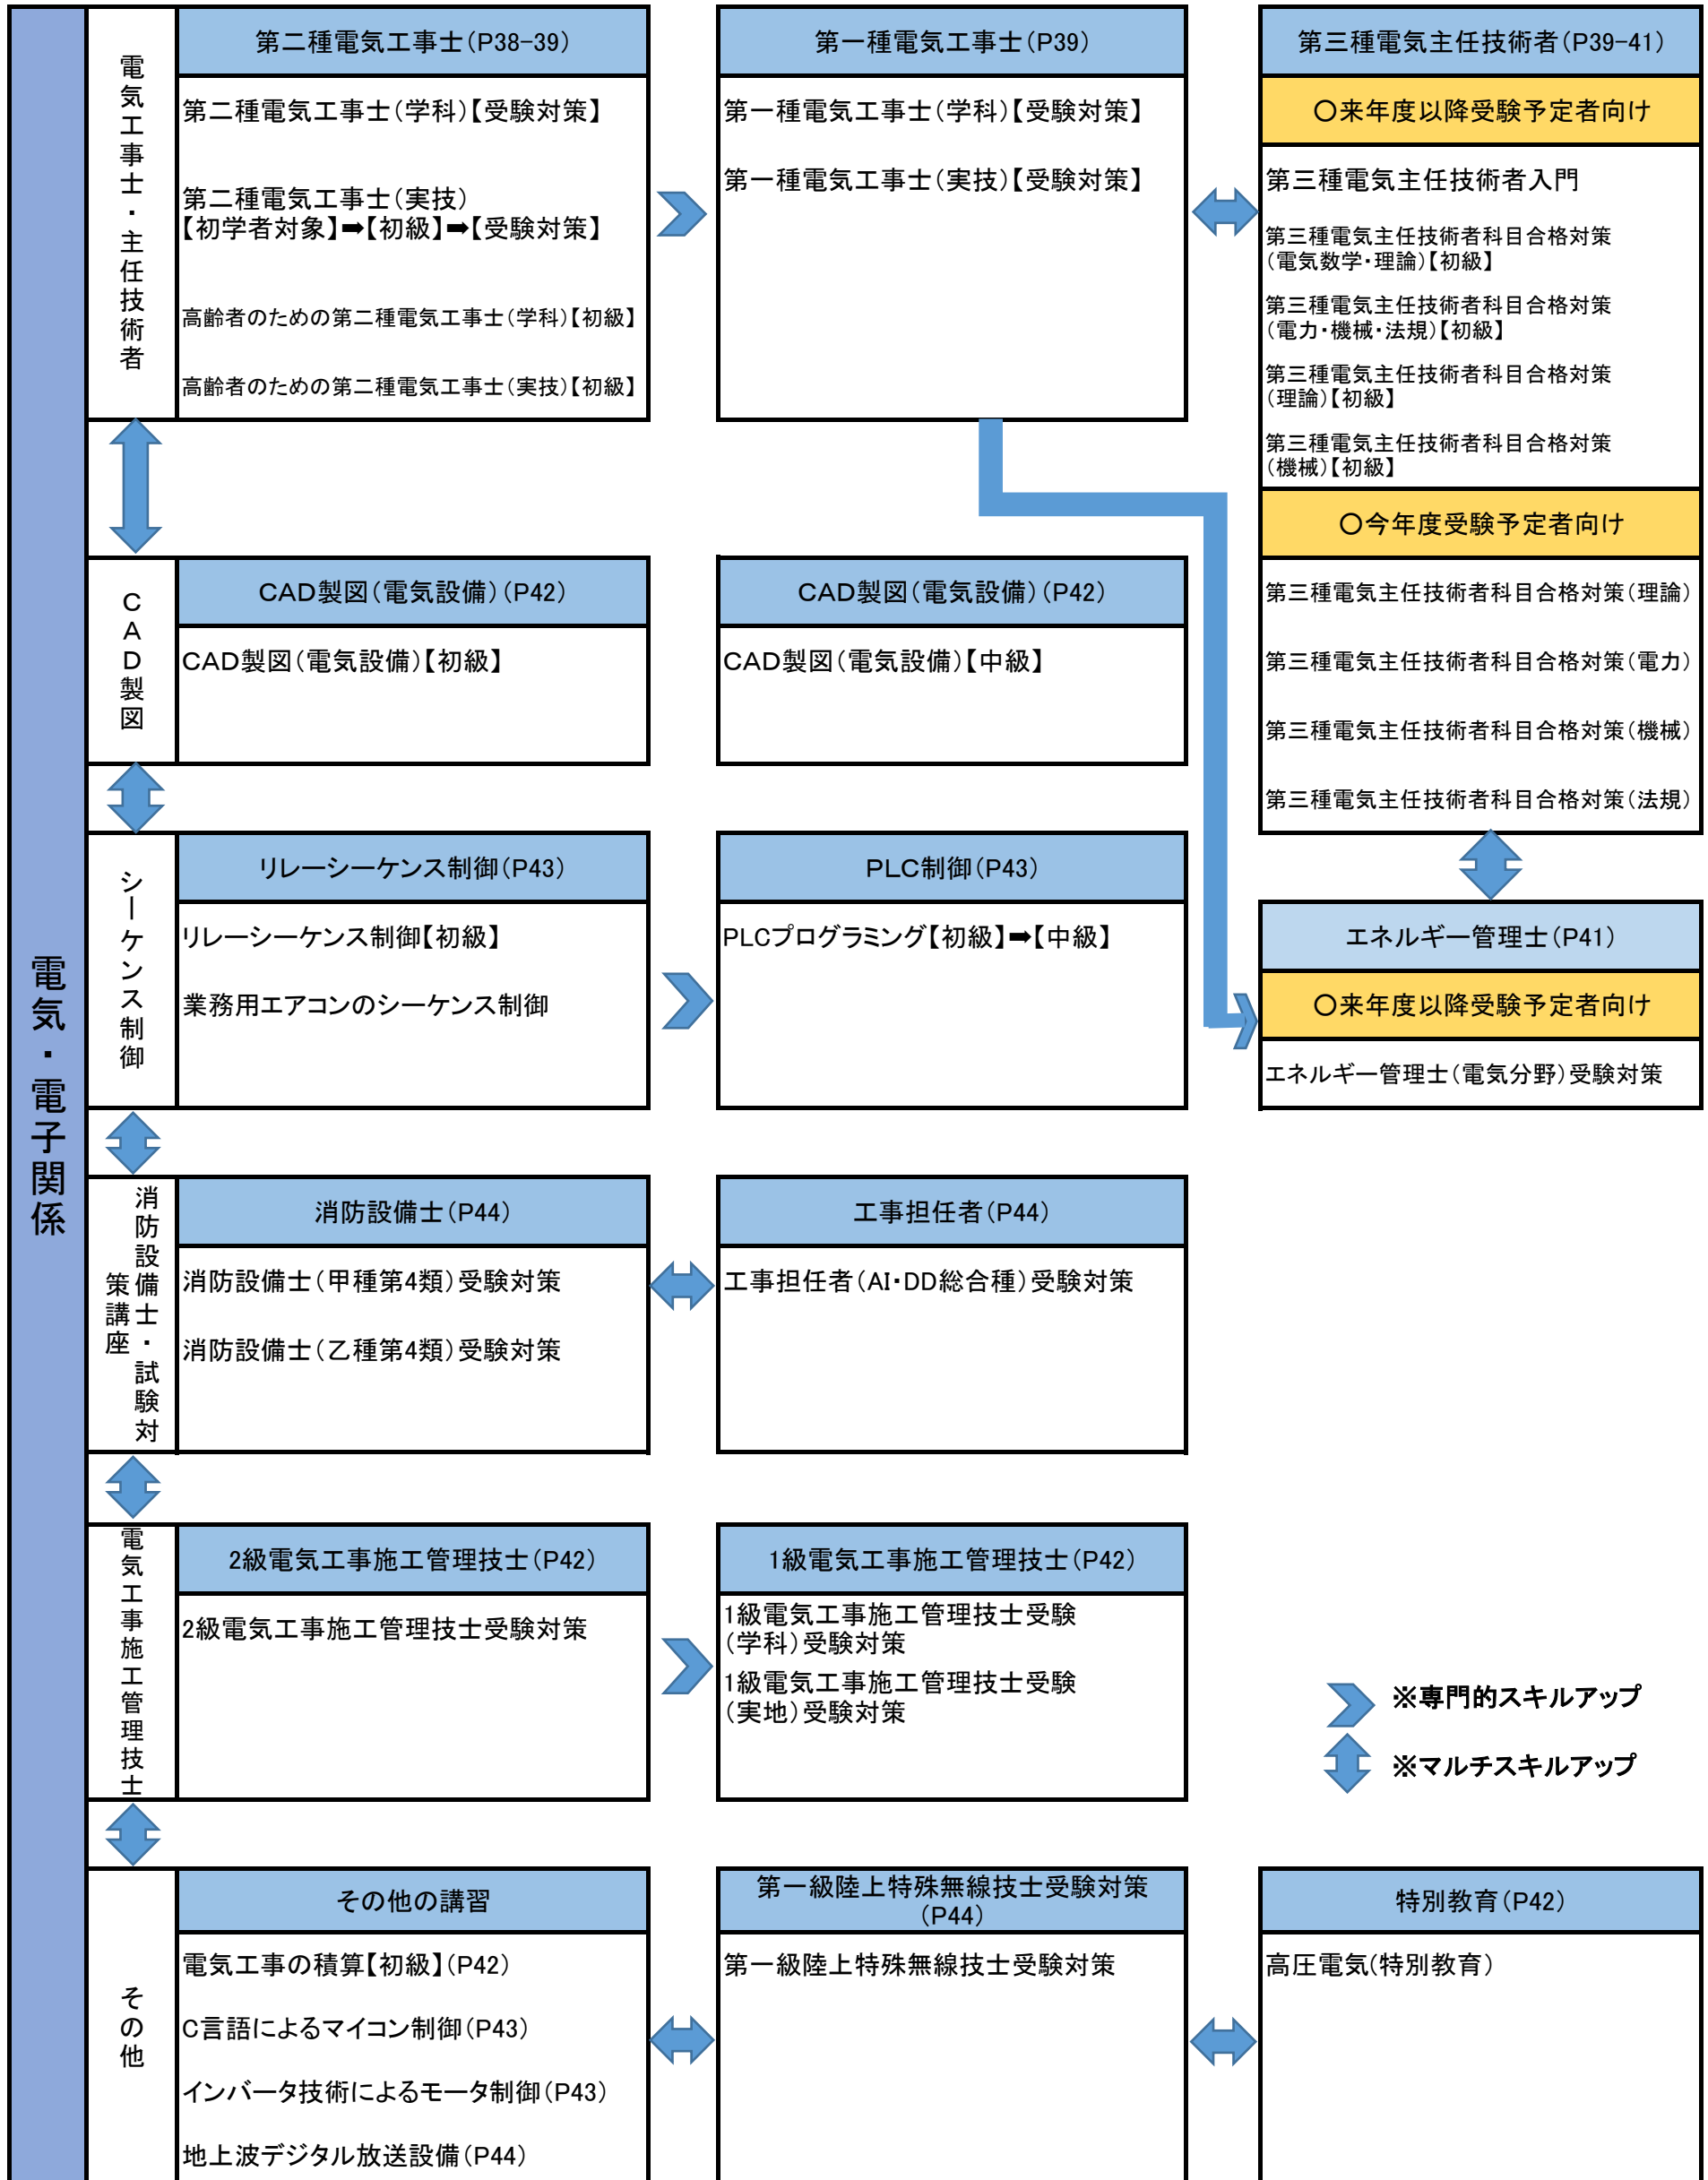 電気・電子関係
電気工事士・主任技術者
第二種電気工事士(P38-39)
第二種電気工事士(学科)【受験対策】
第二種電気工事士(実技)
【初学者対象】➡【初級】➡【受験対策】
高齢者のための第二種電気工事士(学科)【初級】
高齢者のための第二種電気工事士(実技)【初級】
第一種電気工事士(P39)
第一種電気工事士(学科)【受験対策】
第一種電気工事士(実技)【受験対策】
第三種電気主任技術者(P39-41)
〇来年度以降受験予定者向け
第三種電気主任技術者入門
第三種電気主任技術者科目合格対策
(電気数学・理論)【初級】
第三種電気主任技術者科目合格対策
(電力・機械・法規)【初級】
第三種電気主任技術者科目合格対策
(理論)【初級】
第三種電気主任技術者科目合格対策
(機械)【初級】
〇今年度受験予定者向け
第三種電気主任技術者科目合格対策(理論)
第三種電気主任技術者科目合格対策(電力)
第三種電気主任技術者科目合格対策(機械)
第三種電気主任技術者科目合格対策(法規)
CAD製図
CAD製図(電気設備)(P42)
CAD製図(電気設備)【初級】
CAD製図(電気設備)(P42)
CAD製図(電気設備)【中級】
シーケンス制御
リレーシーケンス制御(P43)
リレーシーケンス制御【初級】
業務用エアコンのシーケンス制御
PLC制御(P43)
PLCプログラミング【初級】➡【中級】
エネルギー管理士(P41)
〇来年度以降受験予定者向け
エネルギー管理士(電気分野)受験対策
消防設備士・試験対
策講座
消防設備士(P44)
消防設備士(甲種第4類)受験対策
消防設備士(乙種第4類)受験対策
工事担任者(P44)
工事担任者(AI・DD総合種)受験対策
電気工事施工管理技士
2級電気工事施工管理技士(P42)
2級電気工事施工管理技士受験対策
1級電気工事施工管理技士(P42)
1級電気工事施工管理技士受験
(学科)受験対策
1級電気工事施工管理技士受験
(実地)受験対策
※専門的スキルアップ
※マルチスキルアップ
その他
その他の講習
電気工事の積算【初級】(P42)
C言語によるマイコン制御(P43)
インバータ技術によるモータ制御(P43)
地上波デジタル放送設備(P44)
第一級陸上特殊無線技士受験対策
(P44)
第一級陸上特殊無線技士受験対策
特別教育(P42)
高圧電気(特別教育)